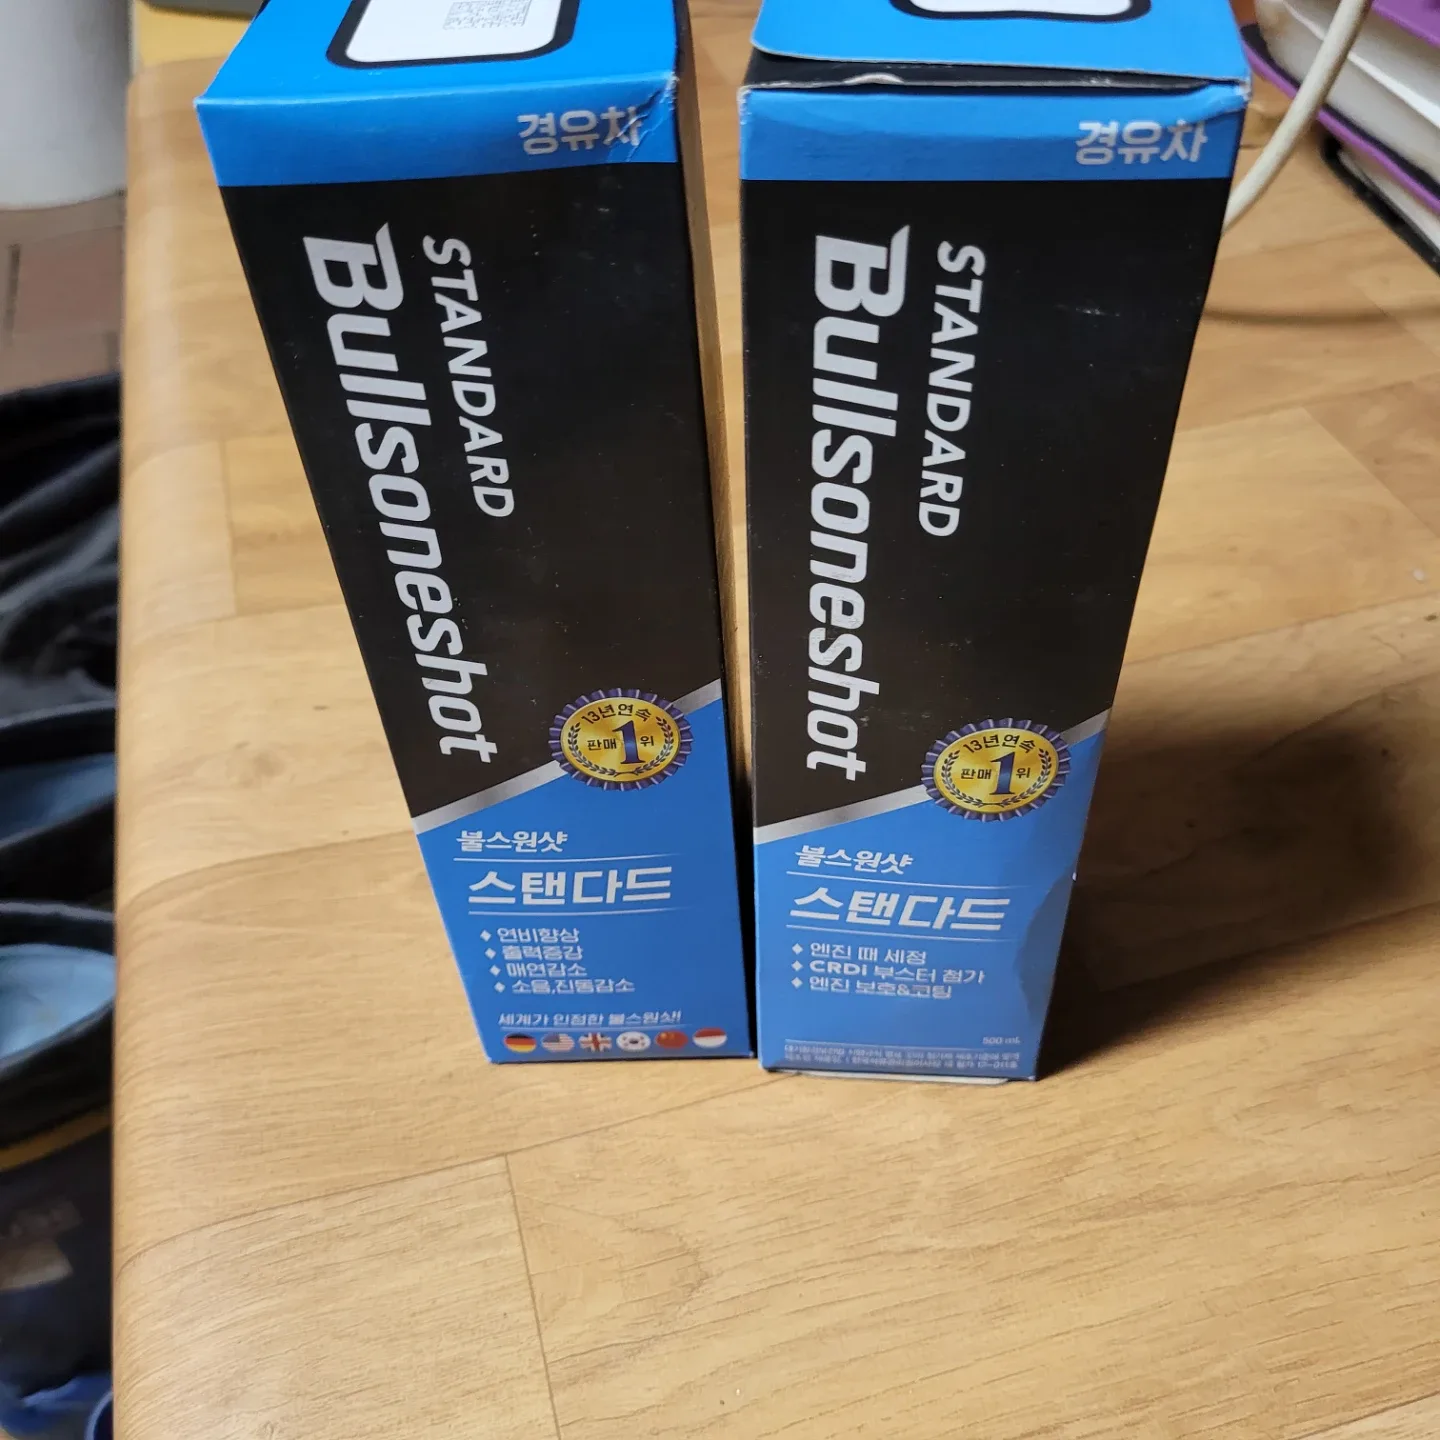 경유차
STANDARD
Bullsoneshot
13년연속
판매 1위
불스원샷
스탠다드
연비향상
출력증강
매연감소
소음,진동감소
세계가 인정한 불스원샷!
경유차
STANDARD
Bullsoneshot
13년연속
판매 1위
불스원샷
스탠다드
엔진 때 세정
CRDi 부스터 첨가
엔진 보호&코팅
500 mL